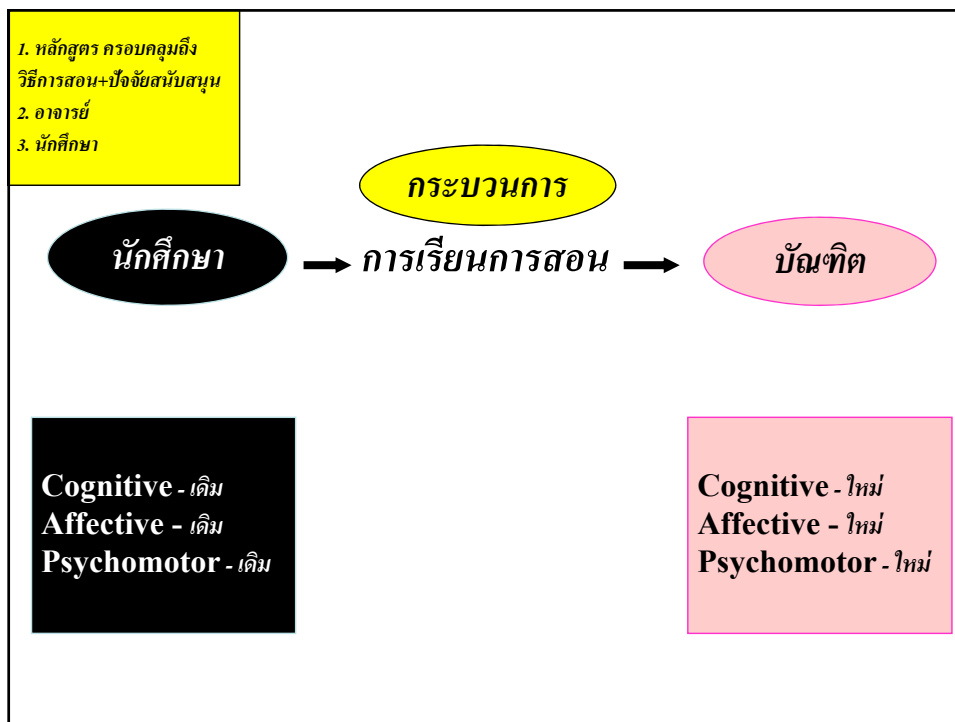 1. หลักสูตร ครอบคลุมถึง
วิธีการสอน+ปัจจัยสนับสนุน
2. อาจารย์
3. นักศึกษา
กระบวนการ
นักศึกษา
การเรียนการสอน
บัณฑิต
Cognitive - เดิม
Affective - เดิม
Psychomotor - เดิม
Cognitive - ใหม่
Affective - ใหม่
Psychomotor - ใหม่